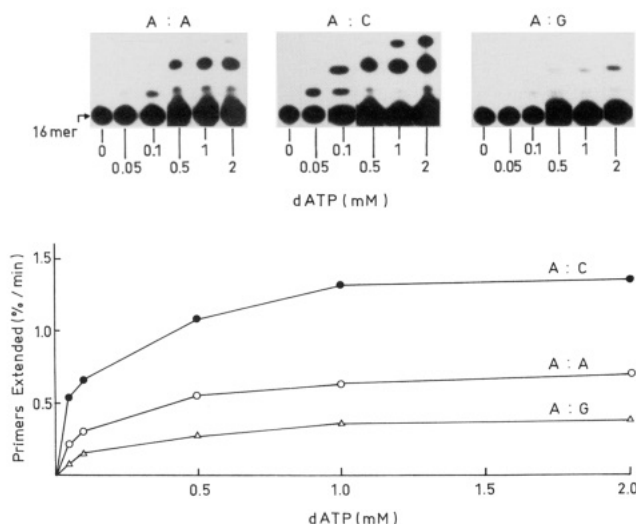 A : A A : C A : G
16mer
0 0.05 0.1 0.5 1 2 0 0.05 0.1 0.5 1 2 0 0.05 0.1 0.5 1 2
dATP (mM)
Primers Extended (% / min)
1.5
1.0
0.5
A : C
A : A
A : G
0.5 1.0 1.5 2.0
dATP (mM)